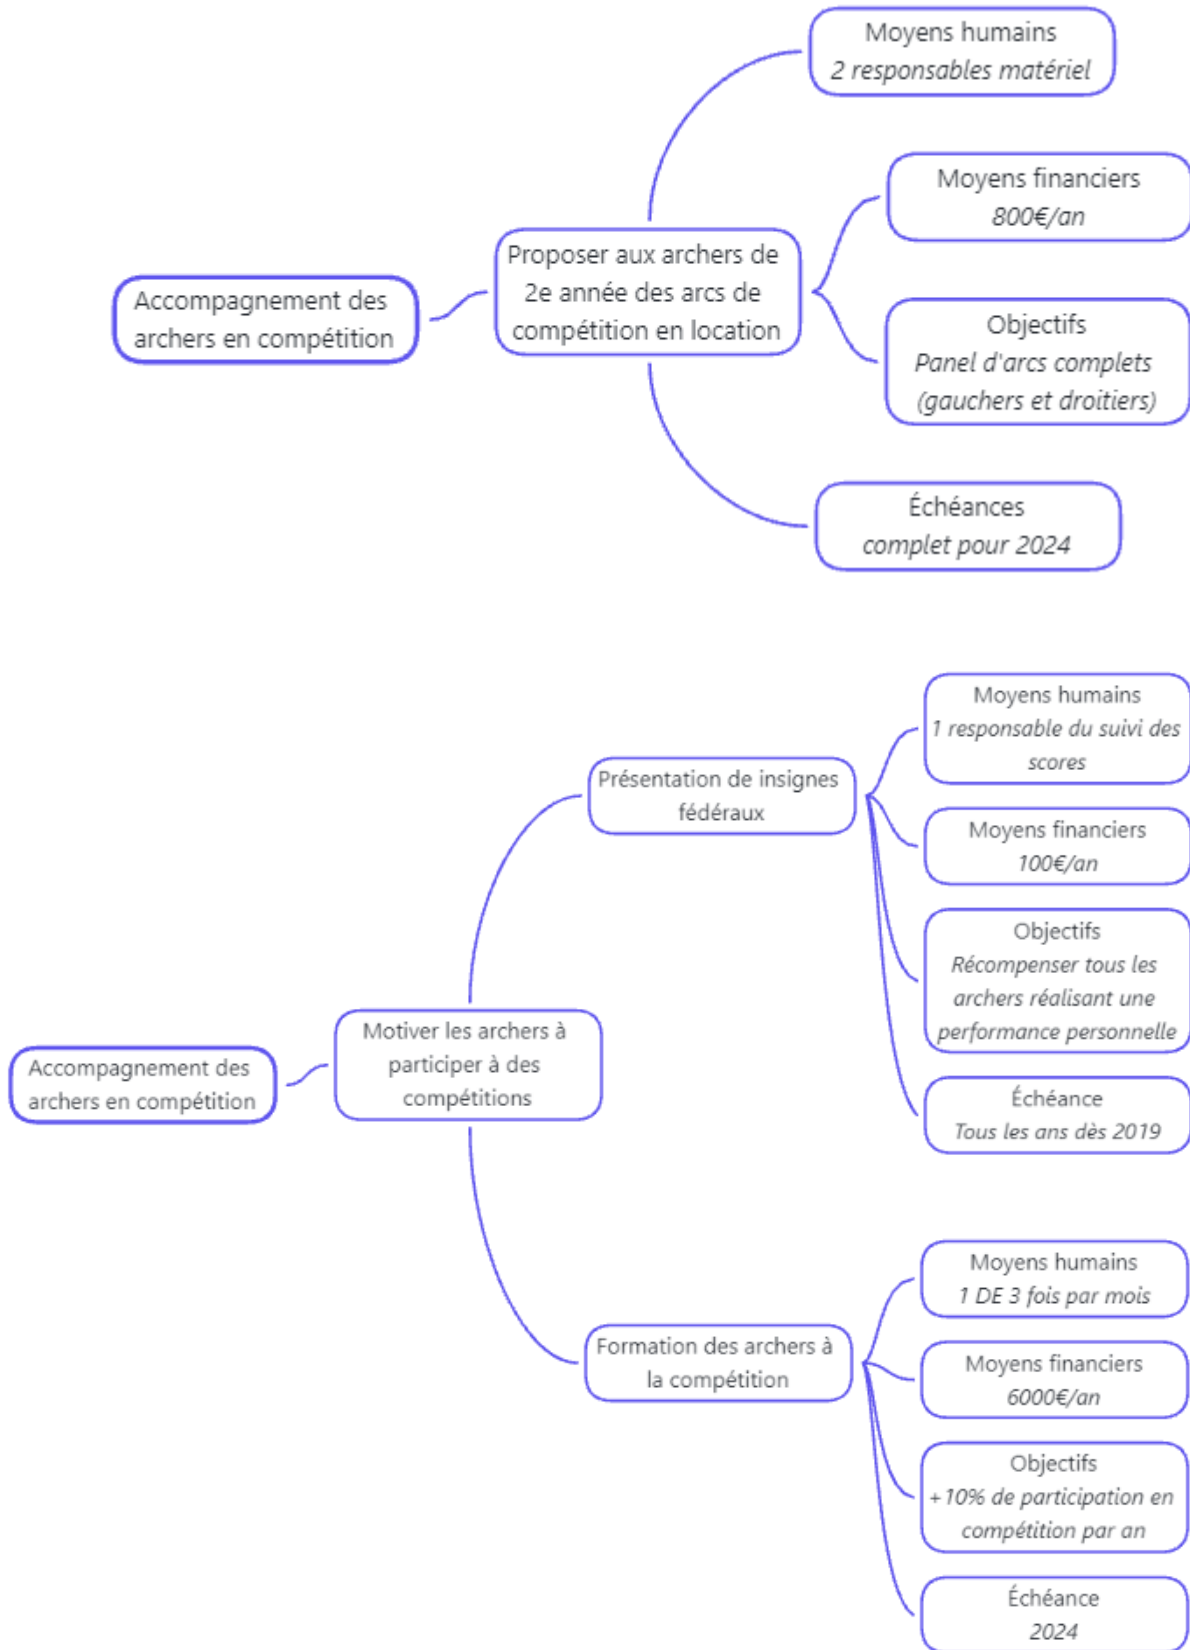 Moyens humains
2 responsables matériel
Moyens financiers
800€/an
Proposer aux archers de
2e année des arcs de
compétition en location
Accompagnement des
archers en compétition
Objectifs
Panel d'arcs complets
(gauchers et droitiers)
Échéances
complet pour 2024
Moyens humains
1 responsable du suivi des
scores
Présentation de insignes
fédéraux
Moyens financiers
100€/an
Objectifs
Récompenser tous les
archers réalisant une
performance personnelle
Motiver les archers à
participer à des
compétitions
Accompagnement des
archers en compétition
Échéance
Tous les ans dès 2019
Moyens humains
1 DE 3 fois par mois
Formation des archers à
la compétition
Moyens financiers
6000€/an
Objectifs
+10% de participation en
compétition par an
Échéance
2024